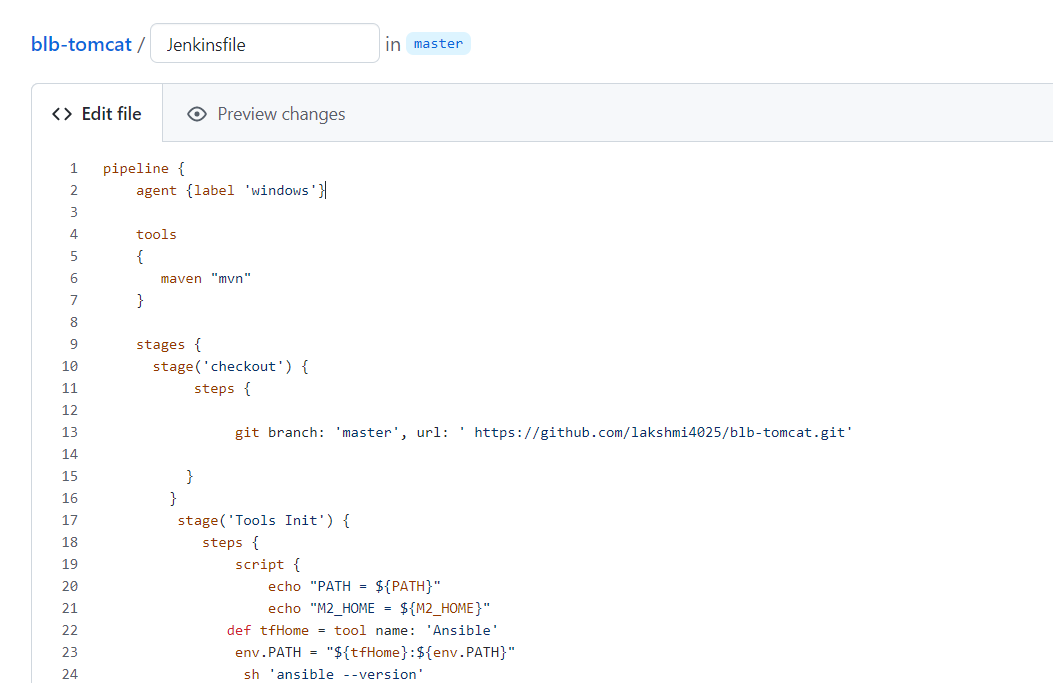 blb-tomcat / Jenkinsfile in master
<> Edit file Preview changes
1 pipeline {
2 agent {label 'windows'}
3
4 tools
5 {
6 maven "mvn"
7 }
8
9 stages {
10 stage('checkout') {
11 steps {
12
13 git branch: 'master', url: ' https://github.com/lakshmi4025/blb-tomcat.git'
14
15 }
16 }
17 stage('Tools Init') {
18 steps {
19 script {
20 echo "PATH = ${PATH}"
21 echo "M2_HOME = ${M2_HOME}"
22 def tfHome = tool name: 'Ansible'
23 env.PATH = "${tfHome}:${env.PATH}"
24 sh 'ansible --version'